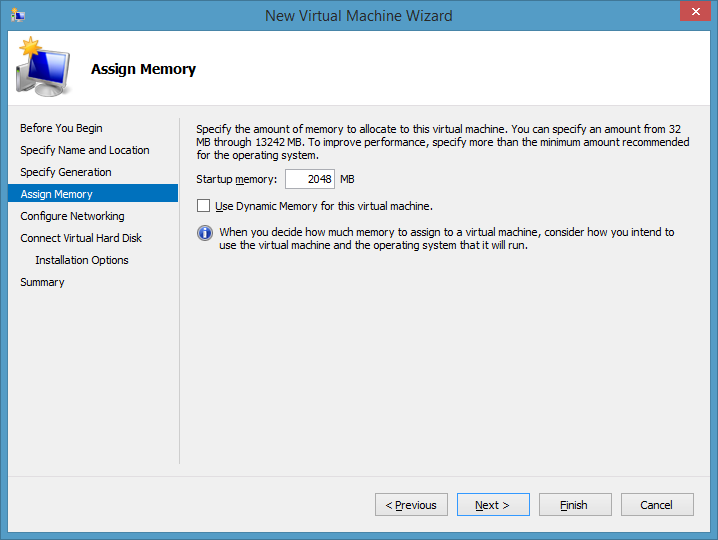 New Virtual Machine Wizard
Assign Memory
Before You Begin
Specify Name and Location
Specify Generation
Assign Memory
Configure Networking
Connect Virtual Hard Disk
Installation Options
Summary
Specify the amount of memory to allocate to this virtual machine. You can specify an amount from 32
MB through 13242 MB. To improve performance, specify more than the minimum amount recommended
for the operating system.
Startup memory: 2048 MB
Use Dynamic Memory for this virtual machine.
When you decide how much memory to assign to a virtual machine, consider how you intend to
use the virtual machine and the operating system that it will run.
< Previous Next > Finish Cancel